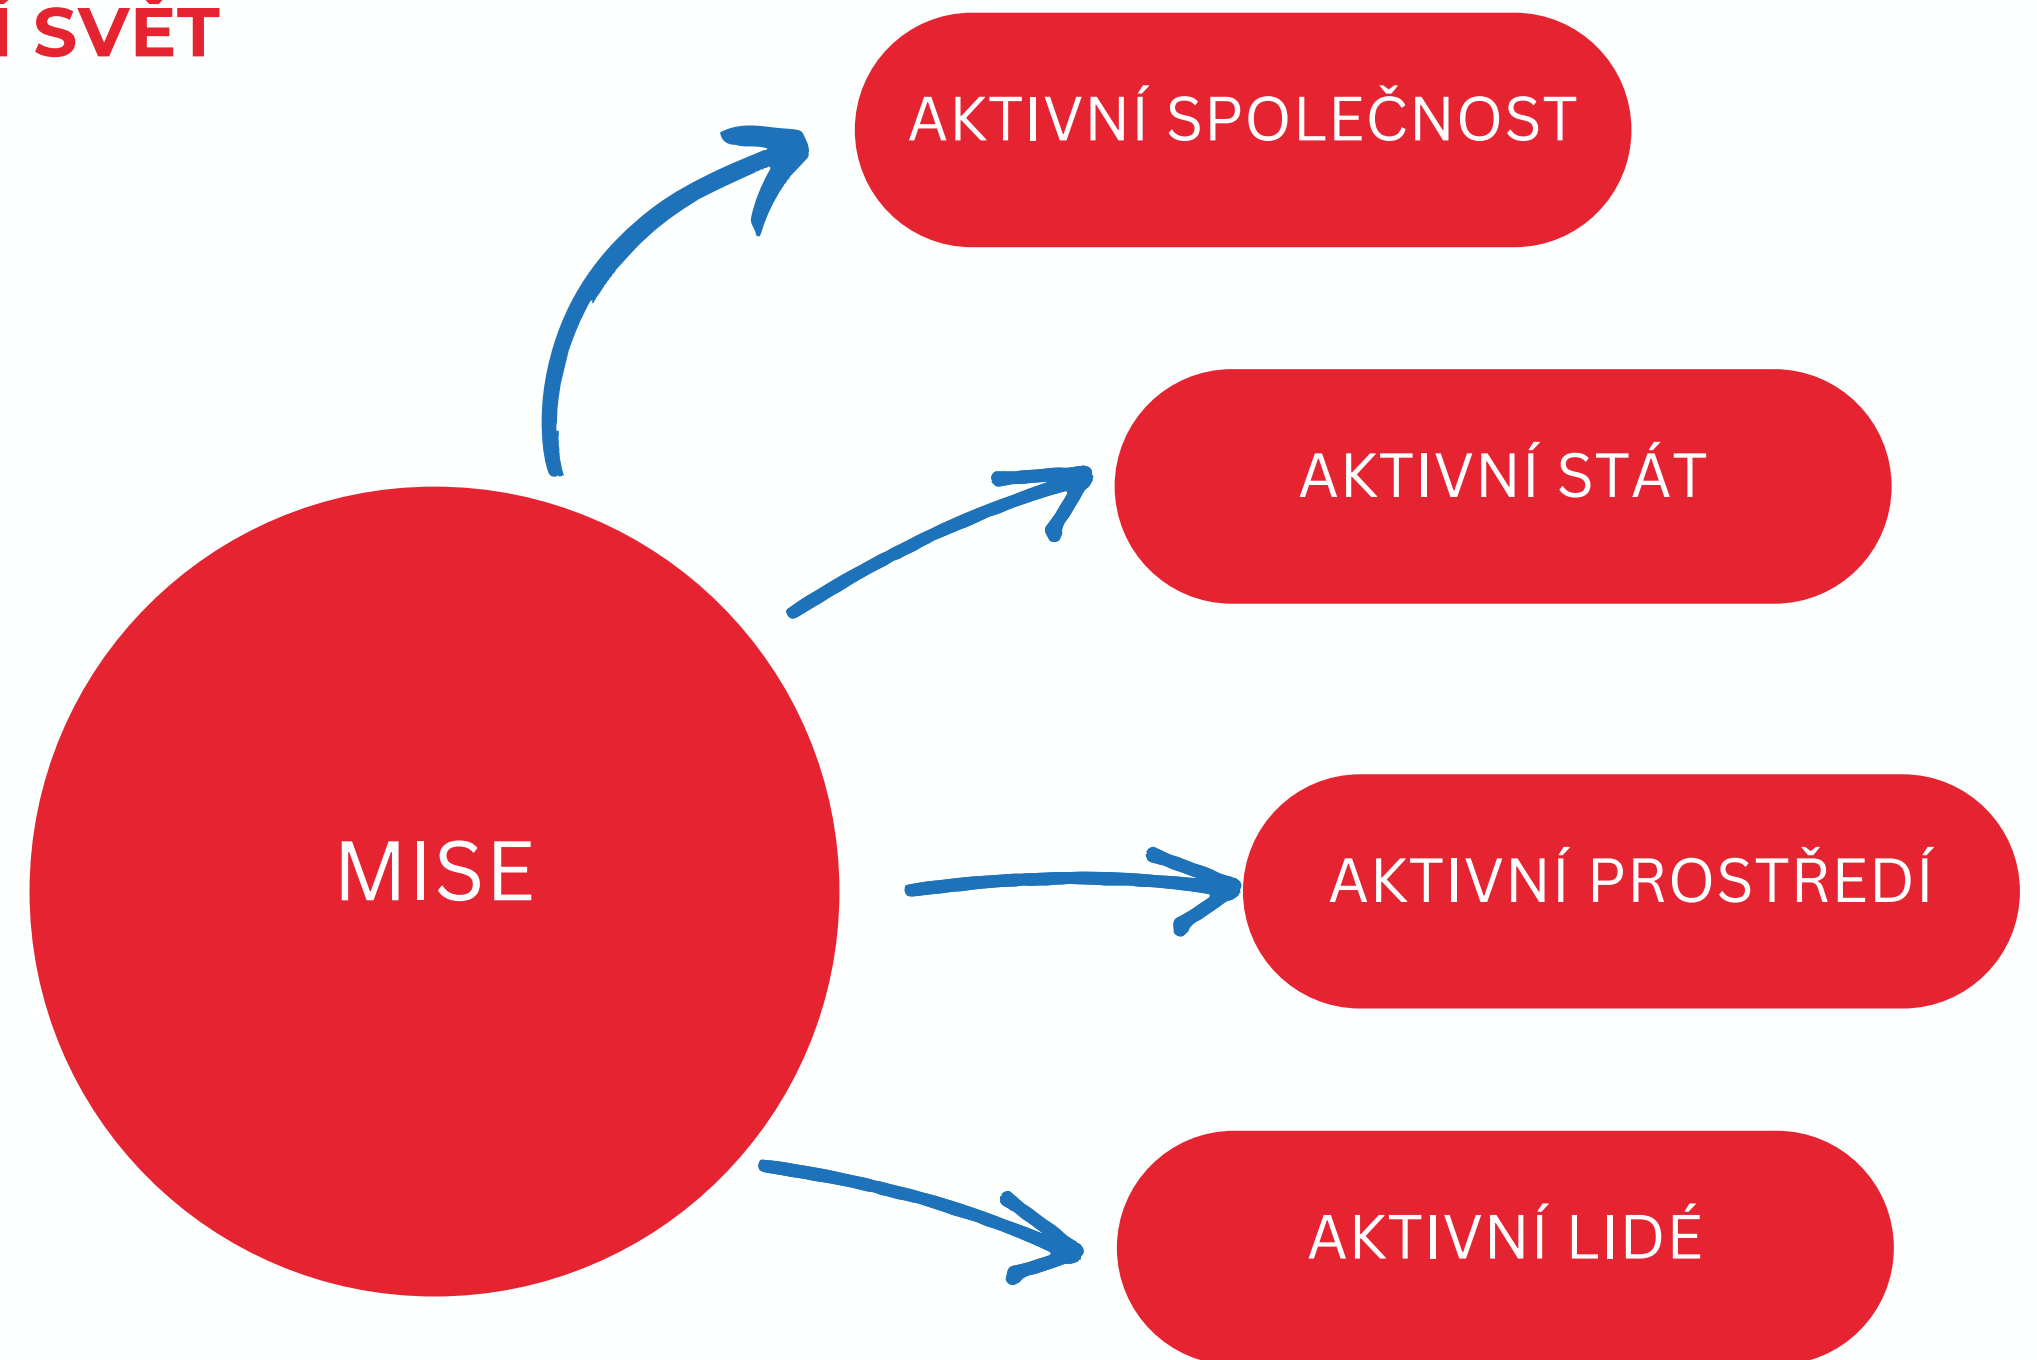 Í SVĚT
AKTIVNÍ SPOLEČNOST
AKTIVNÍ STÁT
MISE
AKTIVNÍ PROSTŘEDÍ
AKTIVNÍ LIDÉ